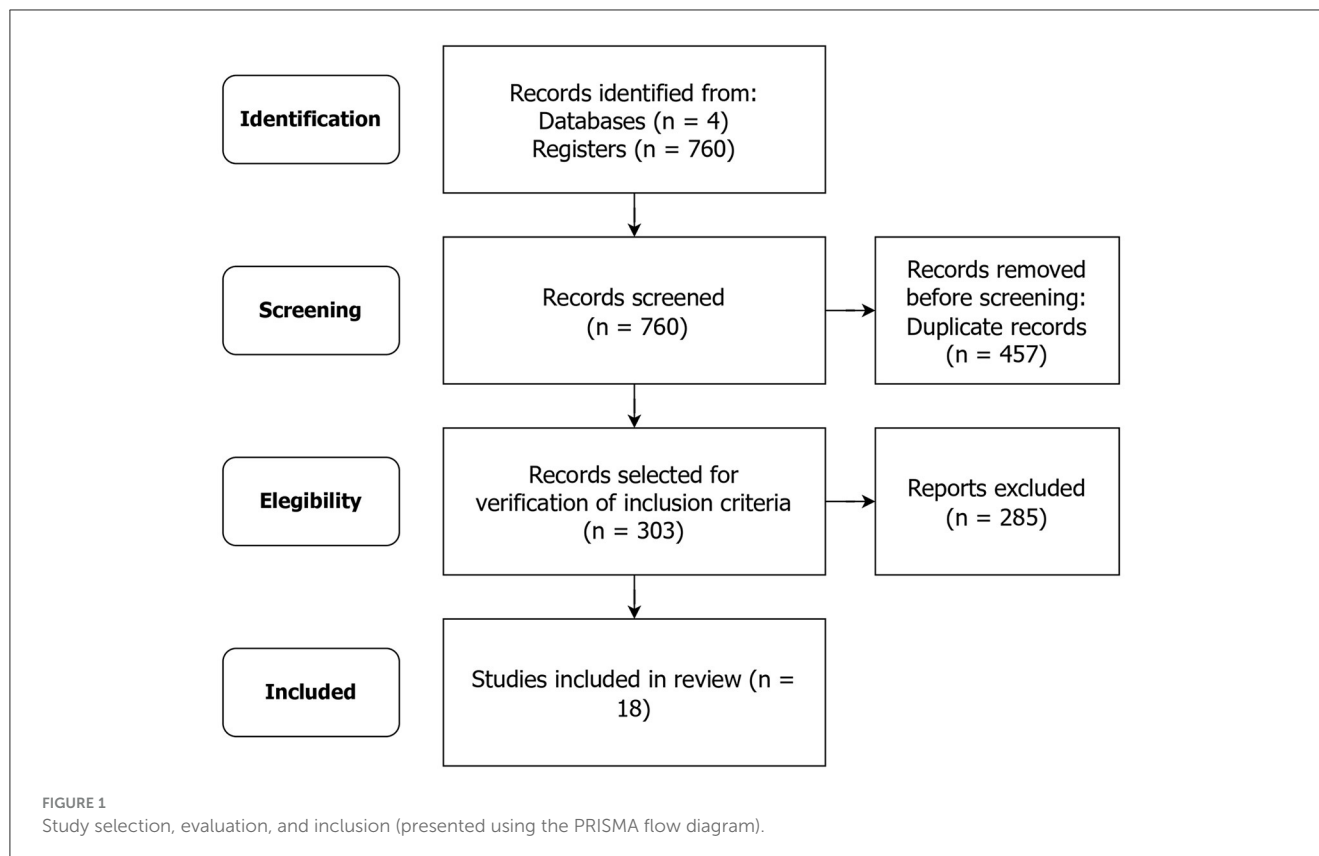 Identification
Records identified from:
Databases (n = 4)
Registers (n = 760)
Screening
Records screened
(n = 760)
Records removed
before screening:
Duplicate records
(n = 457)
Elegibility
Records selected for
verification of inclusion criteria
(n = 303)
Reports excluded
(n = 285)
Included
Studies included in review (n =
18)
FIGURE 1
Study selection, evaluation, and inclusion (presented using the PRISMA flow diagram).